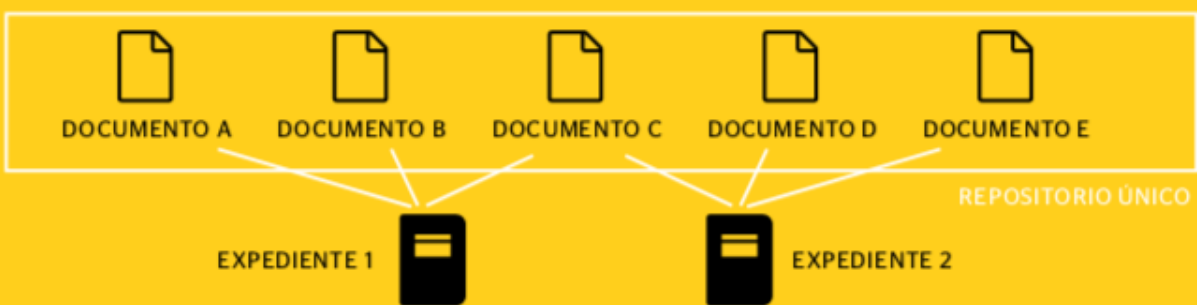 DOCUMENTO A
DOCUMENTO B
DOCUMENTO C
DOCUMENTO D
DOCUMENTO E
REPOSITORIO ÚNICO
EXPEDIENTE 1
EXPEDIENTE 2